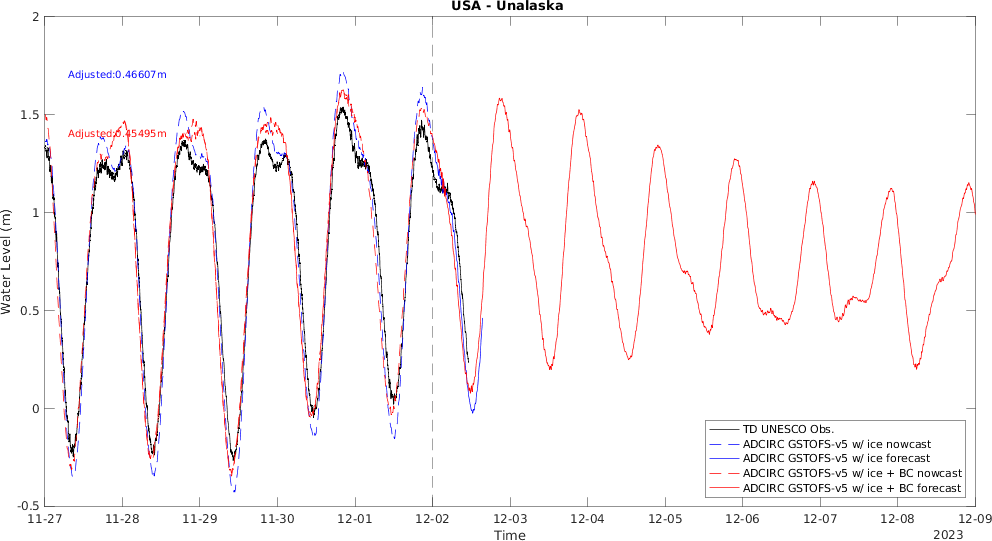 USA - Unalaska
2
1.5
1
0.5
0
-0.5
Water Level (m)
Adjusted:0.46607m
Adjusted:0.45495m
TD UNESCO Obs.
ADCIRC GSTOFS-v5 w/ ice nowcast
ADCIRC GSTOFS-v5 w/ ice forecast
ADCIRC GSTOFS-v5 w/ ice + BC nowcast
ADCIRC GSTOFS-v5 w/ ice + BC forecast
11-27 11-28 11-29 11-30 12-01 12-02 12-03 12-04 12-05 12-06 12-07 12-08 12-09
Time
2023